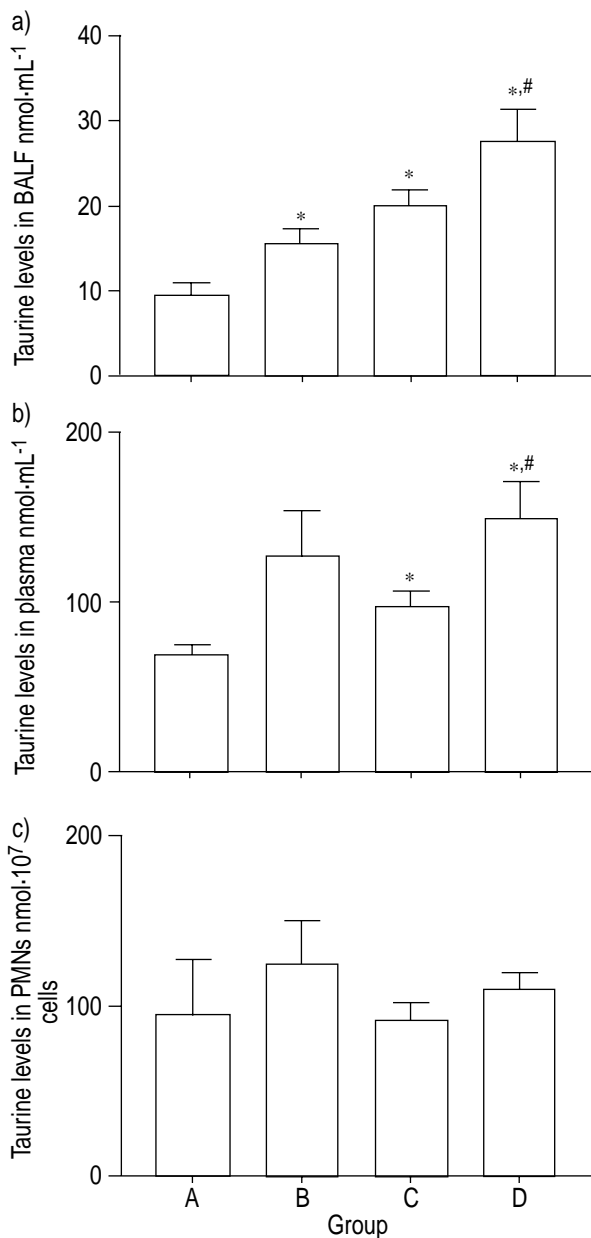 a)
Taurine levels in BALF nmol·mL-1
40
30
20
10
0
*
*
*,#
b)
Taurine levels in plasma nmol·mL-1
200
100
0
*
*,#
c)
Taurine levels in PMNs nmol·10⁷
cells
200
100
0
A B C D
Group